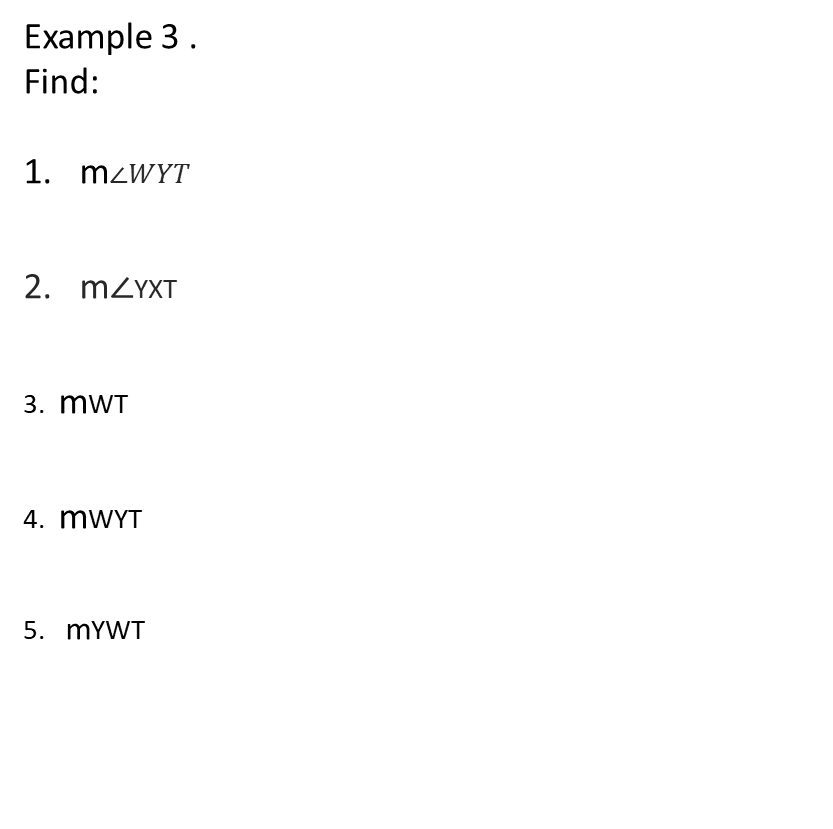 Example 3 .
Find:
1. m∠WYT
2. m∠YXT
3. mWT
4. mWYT
5. mYWT